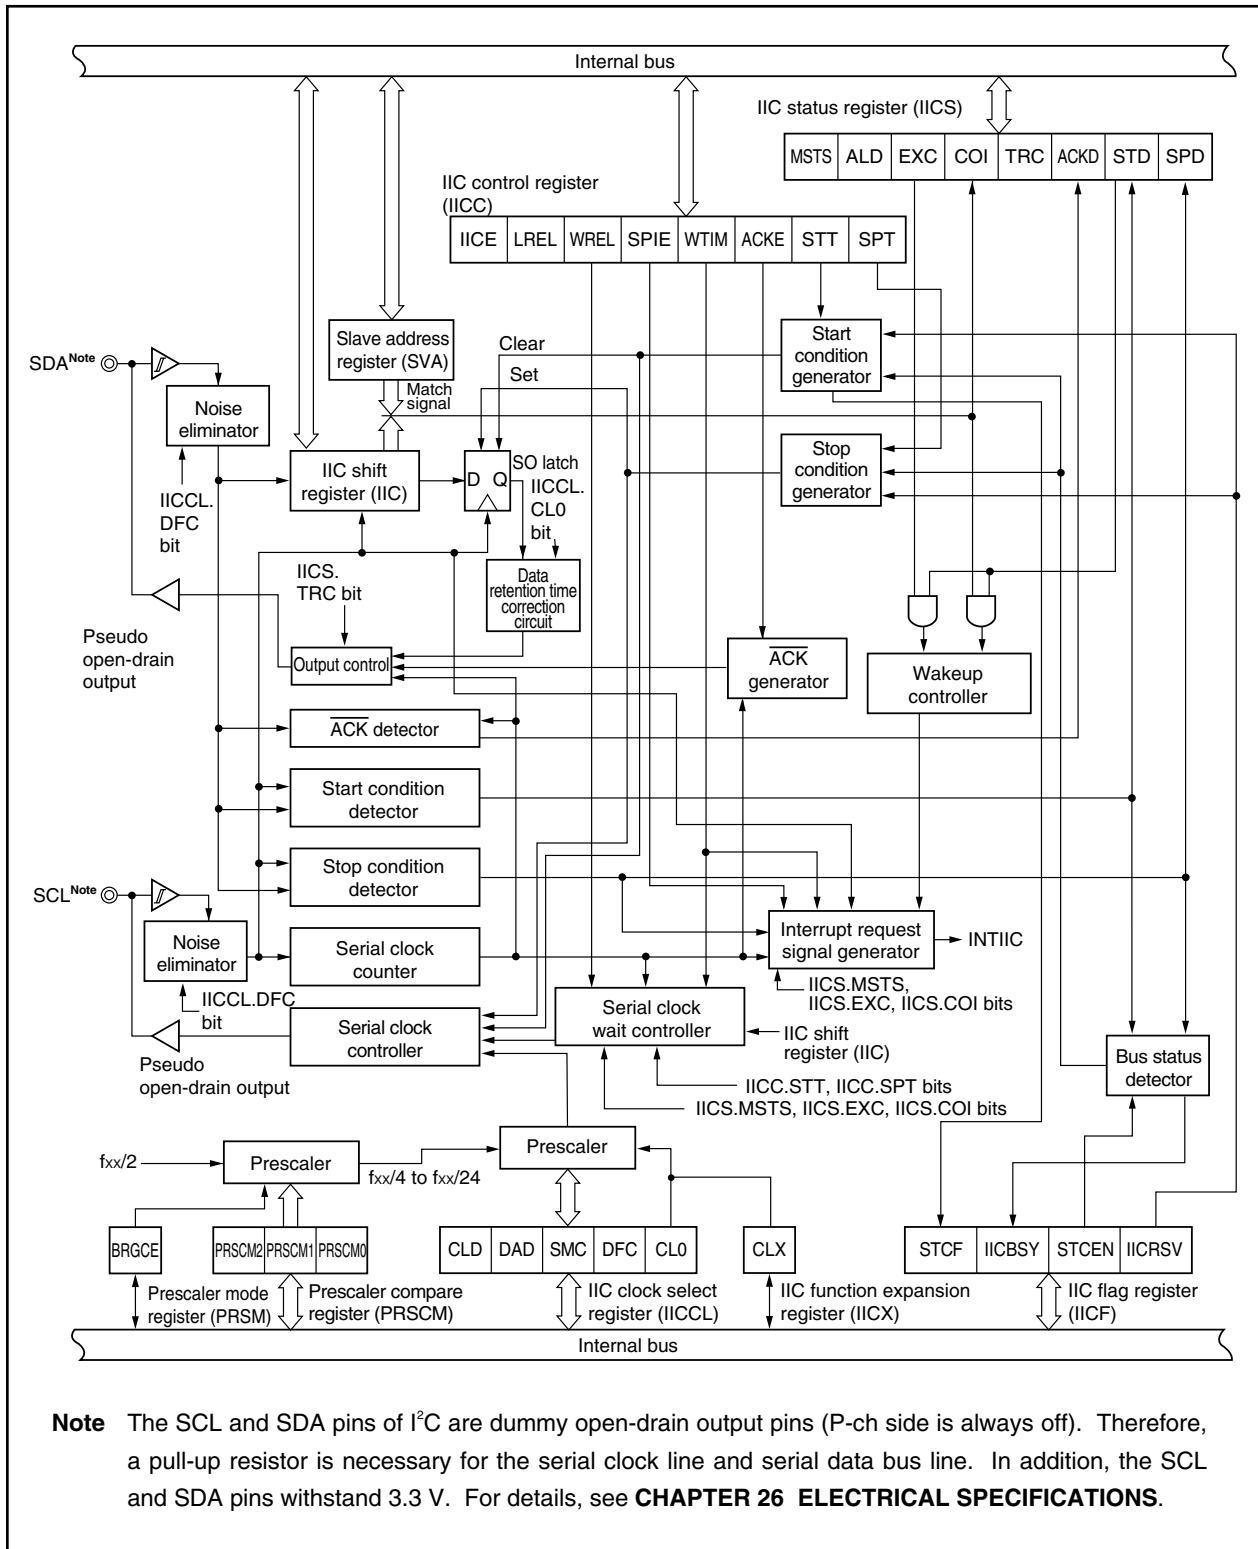 Internal bus
IIC status register (IICS)
MSTS ALD EXC COI TRC ACKD STD SPD
IIC control register
(IICC)
IICE LREL WREL SPIE WTIM ACKE STT SPT
Slave address
register (SVA)
Clear
Start
condition
generator
SDA Note
Set
Match
signal
Noise
eliminator
Stop
condition
generator
IIC shift
register (IIC)
D Q
SO latch
IICCL.
CL0
bit
IICCL.
DFC
bit
IICS.
TRC bit
Data
retention time
correction
circuit
Pseudo
open-drain
output
Output control
ACK
generator
Wakeup
controller
ACK detector
Start condition
detector
Stop condition
detector
SCL Note
Noise
eliminator
Serial clock
counter
Interrupt request
signal generator
INTIIC
IICCL.DFC
bit
IICS.MSTS,
IICS.EXC, IICS.COI bits
Serial clock
controller
Serial clock
wait controller
IIC shift
register (IIC)
Pseudo
open-drain output
Bus status
detector
IICC.STT, IICC.SPT bits
IICS.MSTS, IICS.EXC, IICS.COI bits
fxx/2
Prescaler
fxx/4 to fxx/24
Prescaler
BRGCE
PRSCM2 PRSCM1 PRSCM0
CLD DAD SMC DFC CL0
CLX
STCF IICBSY STCEN IICRSV
Prescaler mode
register (PRSM)
Prescaler compare
register (PRSCM)
IIC clock select
register (IICCL)
IIC function expansion
register (IICX)
IIC flag register
(IICF)
Internal bus
Note The SCL and SDA pins of I²C are dummy open-drain output pins (P-ch side is always off). Therefore,
a pull-up resistor is necessary for the serial clock line and serial data bus line. In addition, the SCL
and SDA pins withstand 3.3 V. For details, see CHAPTER 26 ELECTRICAL SPECIFICATIONS.